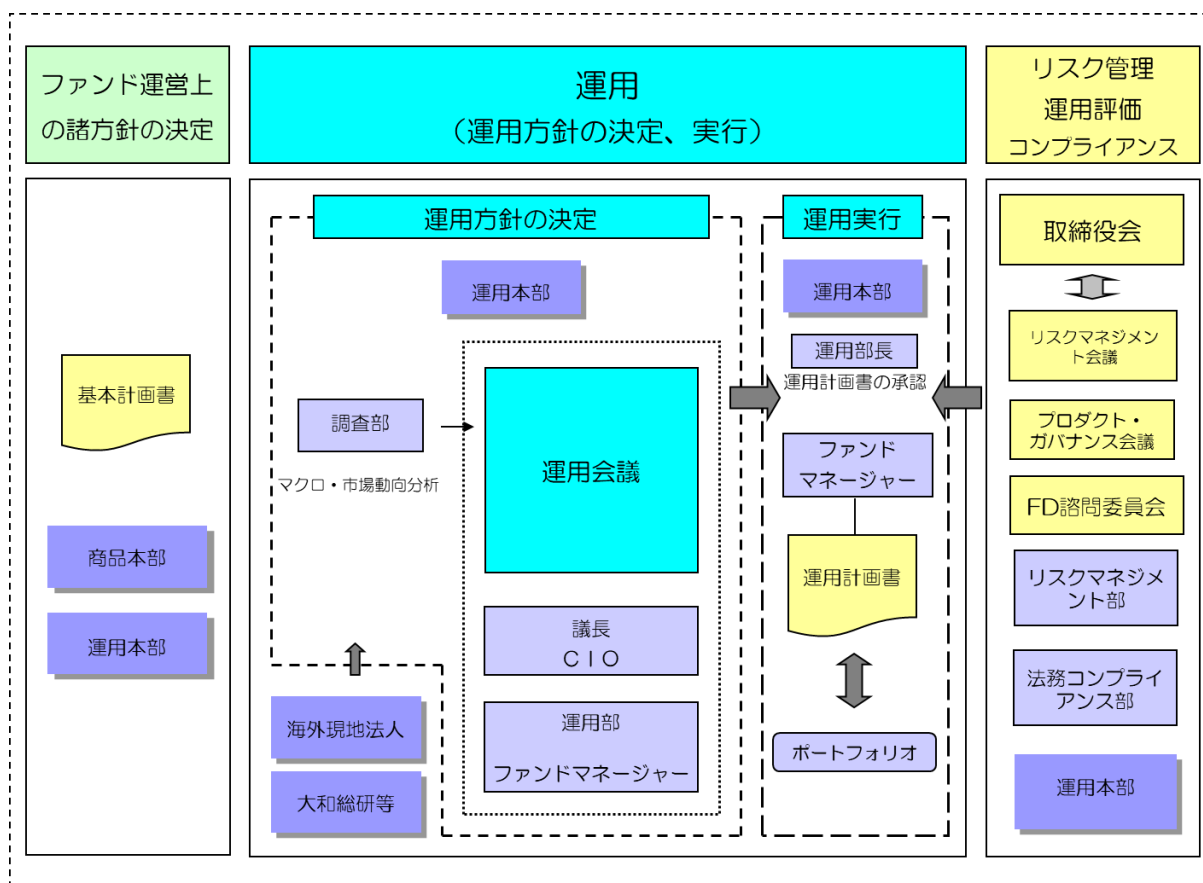 ファンド運営上
の諸方針の決定
運用
（運用方針の決定、実行）
リスク管理
運用評価
コンプライアンス
基本計画書
商品本部
運用本部
運用方針の決定
運用本部
調査部
マクロ・市場動向分析
運用会議
議長
ＣＩＯ
運用部
ファンドマネージャー
海外現地法人
大和総研等
運用実行
運用本部
運用部長
運用計画書の承認
ファンド
マネージャー
運用計画書
ポートフォリオ
取締役会
リスクマネジメン
ト会議
プロダクト・
ガバナンス会議
FD諮問委員会
リスクマネジメ
ント部
法務コンプライ
アンス部
運用本部